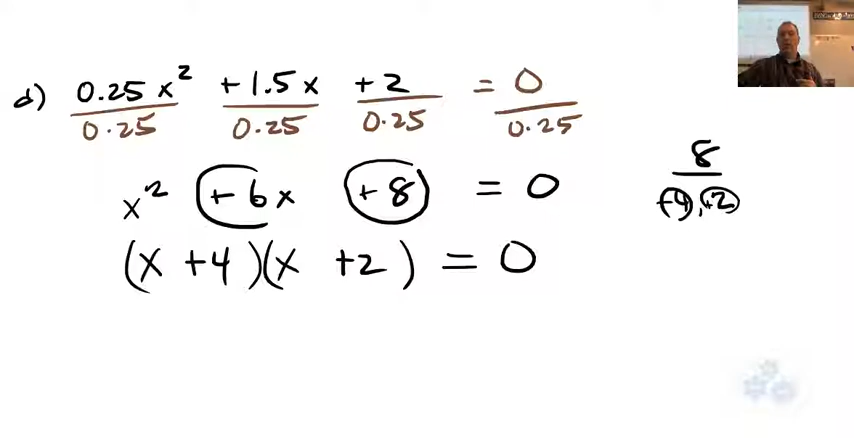 d) 0.25x² +1.5x +2 = 0
0.25 0.25 0.25 0.25
x² +6x +8 = 0
(x +4)(x +2) = 0
8
+4, +2